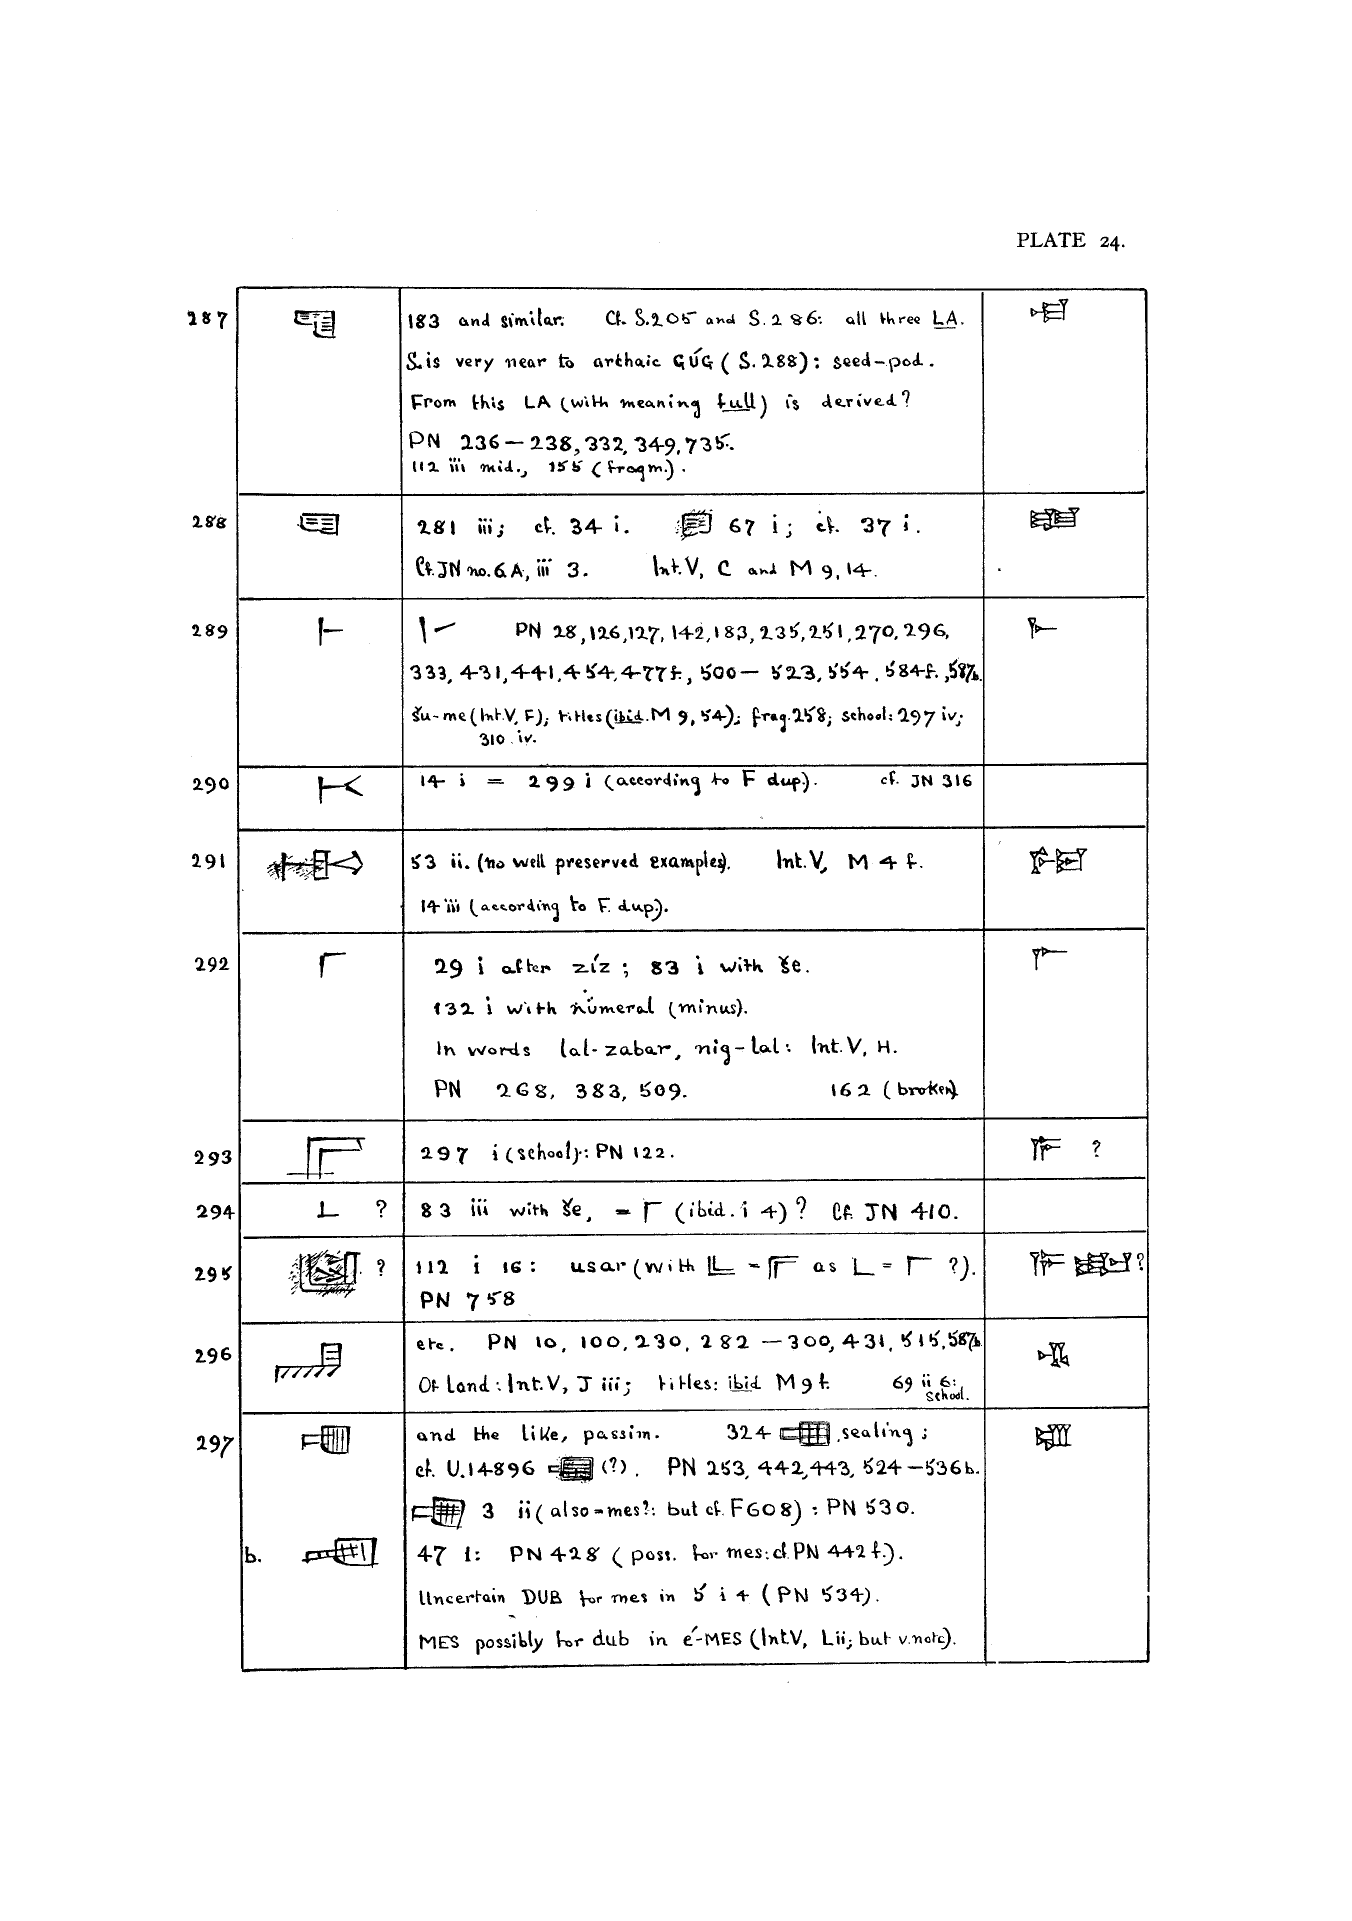 PLATE 24.
287 183 and similar. Cf. S.205 and S.286: all three LA.
S. is very near to archaic GÚG (S.288): seed-pod.
From this LA (with meaning full) is derived?
PN 236-238, 332, 349, 735.
112 iii mid., 155 (fragm.).
288 281 iii; cf. 34 i. 67 i; cf. 37 i.
Cf. JN no. 6A, iii 3. Int.V, C and M 9, 14.
289 PN 28, 126, 127, 142, 183, 235, 251, 270, 296,
333, 431, 441, 454, 477f., 500-523, 554, 584f., 587b.
šu-me (Int.V, F); titles (ibid. M 9, 54); frag. 258; school: 297 iv;
310 iv.
290 14 i = 299 i (according to F dup.). cf. JN 316
291 53 ii. (no well preserved examples). Int.V, M 4 f.
14 iii (according to F. dup.).
292 29 i after zíz; 83 i with še.
132 i with numeral (minus).
In words lal-zabar, nig-lal: Int.V, H.
PN 268, 383, 509. 162 (broken)
293 297 i (school): PN 122. ?
294 ? 83 iii with še, = (ibid. i 4)? Cf. JN 410.
295 ? 112 i 16: usar (with = as = ?). ?
PN 758
296 etc. PN 10, 100, 230, 282-300, 431, 515, 587b
Of land: Int.V, J iii; titles: ibid M 9 f. 69 ii 6:
school.
297 and the like, passim. 324 sealing;
cf. U.14896 (?). PN 253, 442, 443, 524-536b.
3 ii (also = mes?: but cf. F608): PN 530.
b. 47 i: PN 428 (poss. for mes: cf. PN 442 f.).
Uncertain DUB for mes in 5 i 4 (PN 534).
MES possibly for dub in é-MES (Int.V, L ii; but v. note).